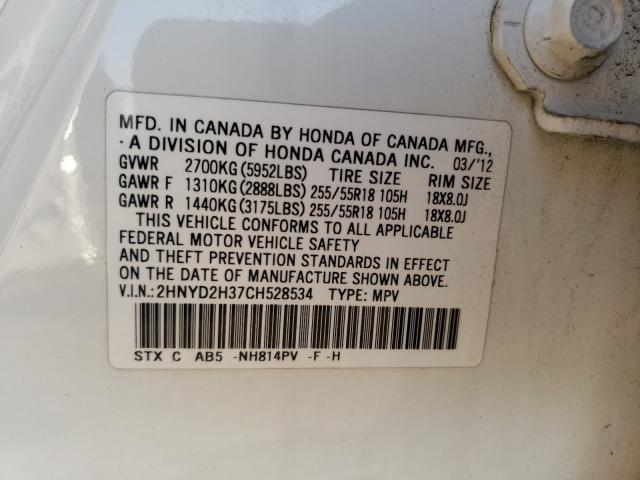 MFD. IN CANADA BY HONDA OF CANADA MFG.,
· A DIVISION OF HONDA CANADA INC. 03/'12
GVWR 2700KG(5952LBS) TIRE SIZE RIM SIZE
GAWR F 1310KG(2888LBS) 255/55R18 105H 18X8.0J
GAWR R 1440KG(3175LBS) 255/55R18 105H 18X8.0J
THIS VEHICLE CONFORMS TO ALL APPLICABLE
FEDERAL MOTOR VEHICLE SAFETY
AND THEFT PREVENTION STANDARDS IN EFFECT
ON THE DATE OF MANUFACTURE SHOWN ABOVE.
V.I.N.:2HNYD2H37CH528534 TYPE: MPV
STX C AB5 -NH814PV -F -H